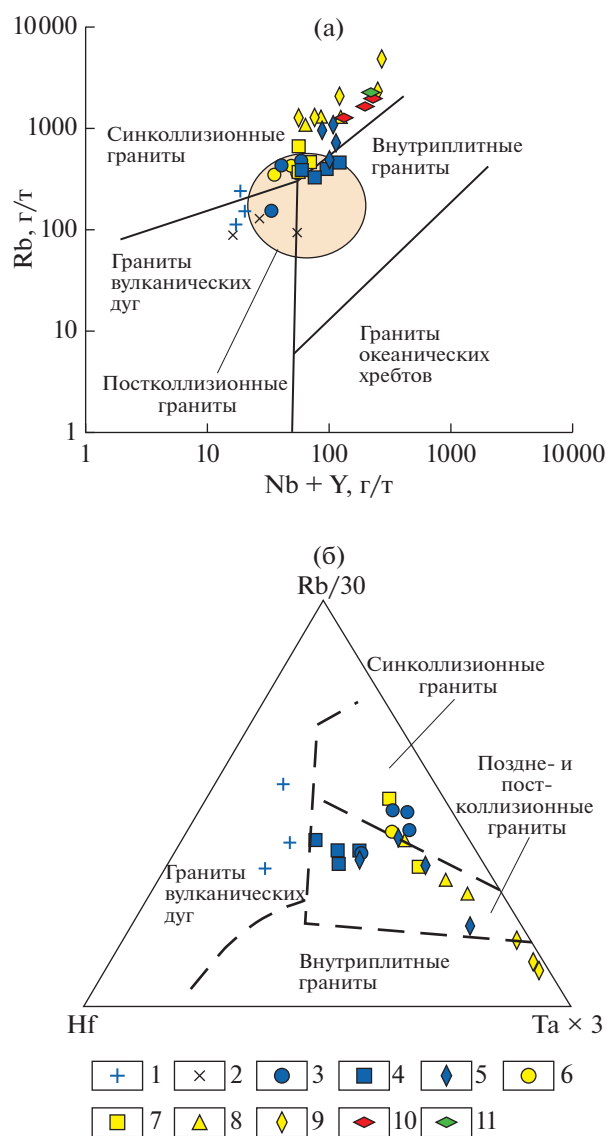 (а)
10000
1000
100
10
1
Rb, г/т
Синколлизионные
граниты
Внутриплитные
граниты
Граниты
вулканических
дуг
Граниты
океанических
хребтов
Постколлизионные
граниты
1
10
100
1000
10000
Nb + Y, г/т
(б)
Rb/30
Синколлизионные
граниты
Поздне- и
пост-
коллизионные
граниты
Граниты
вулканических
дуг
Внутриплитные
граниты
Hf
Ta × 3
1 2 3 4 5 6
7 8 9 10 11